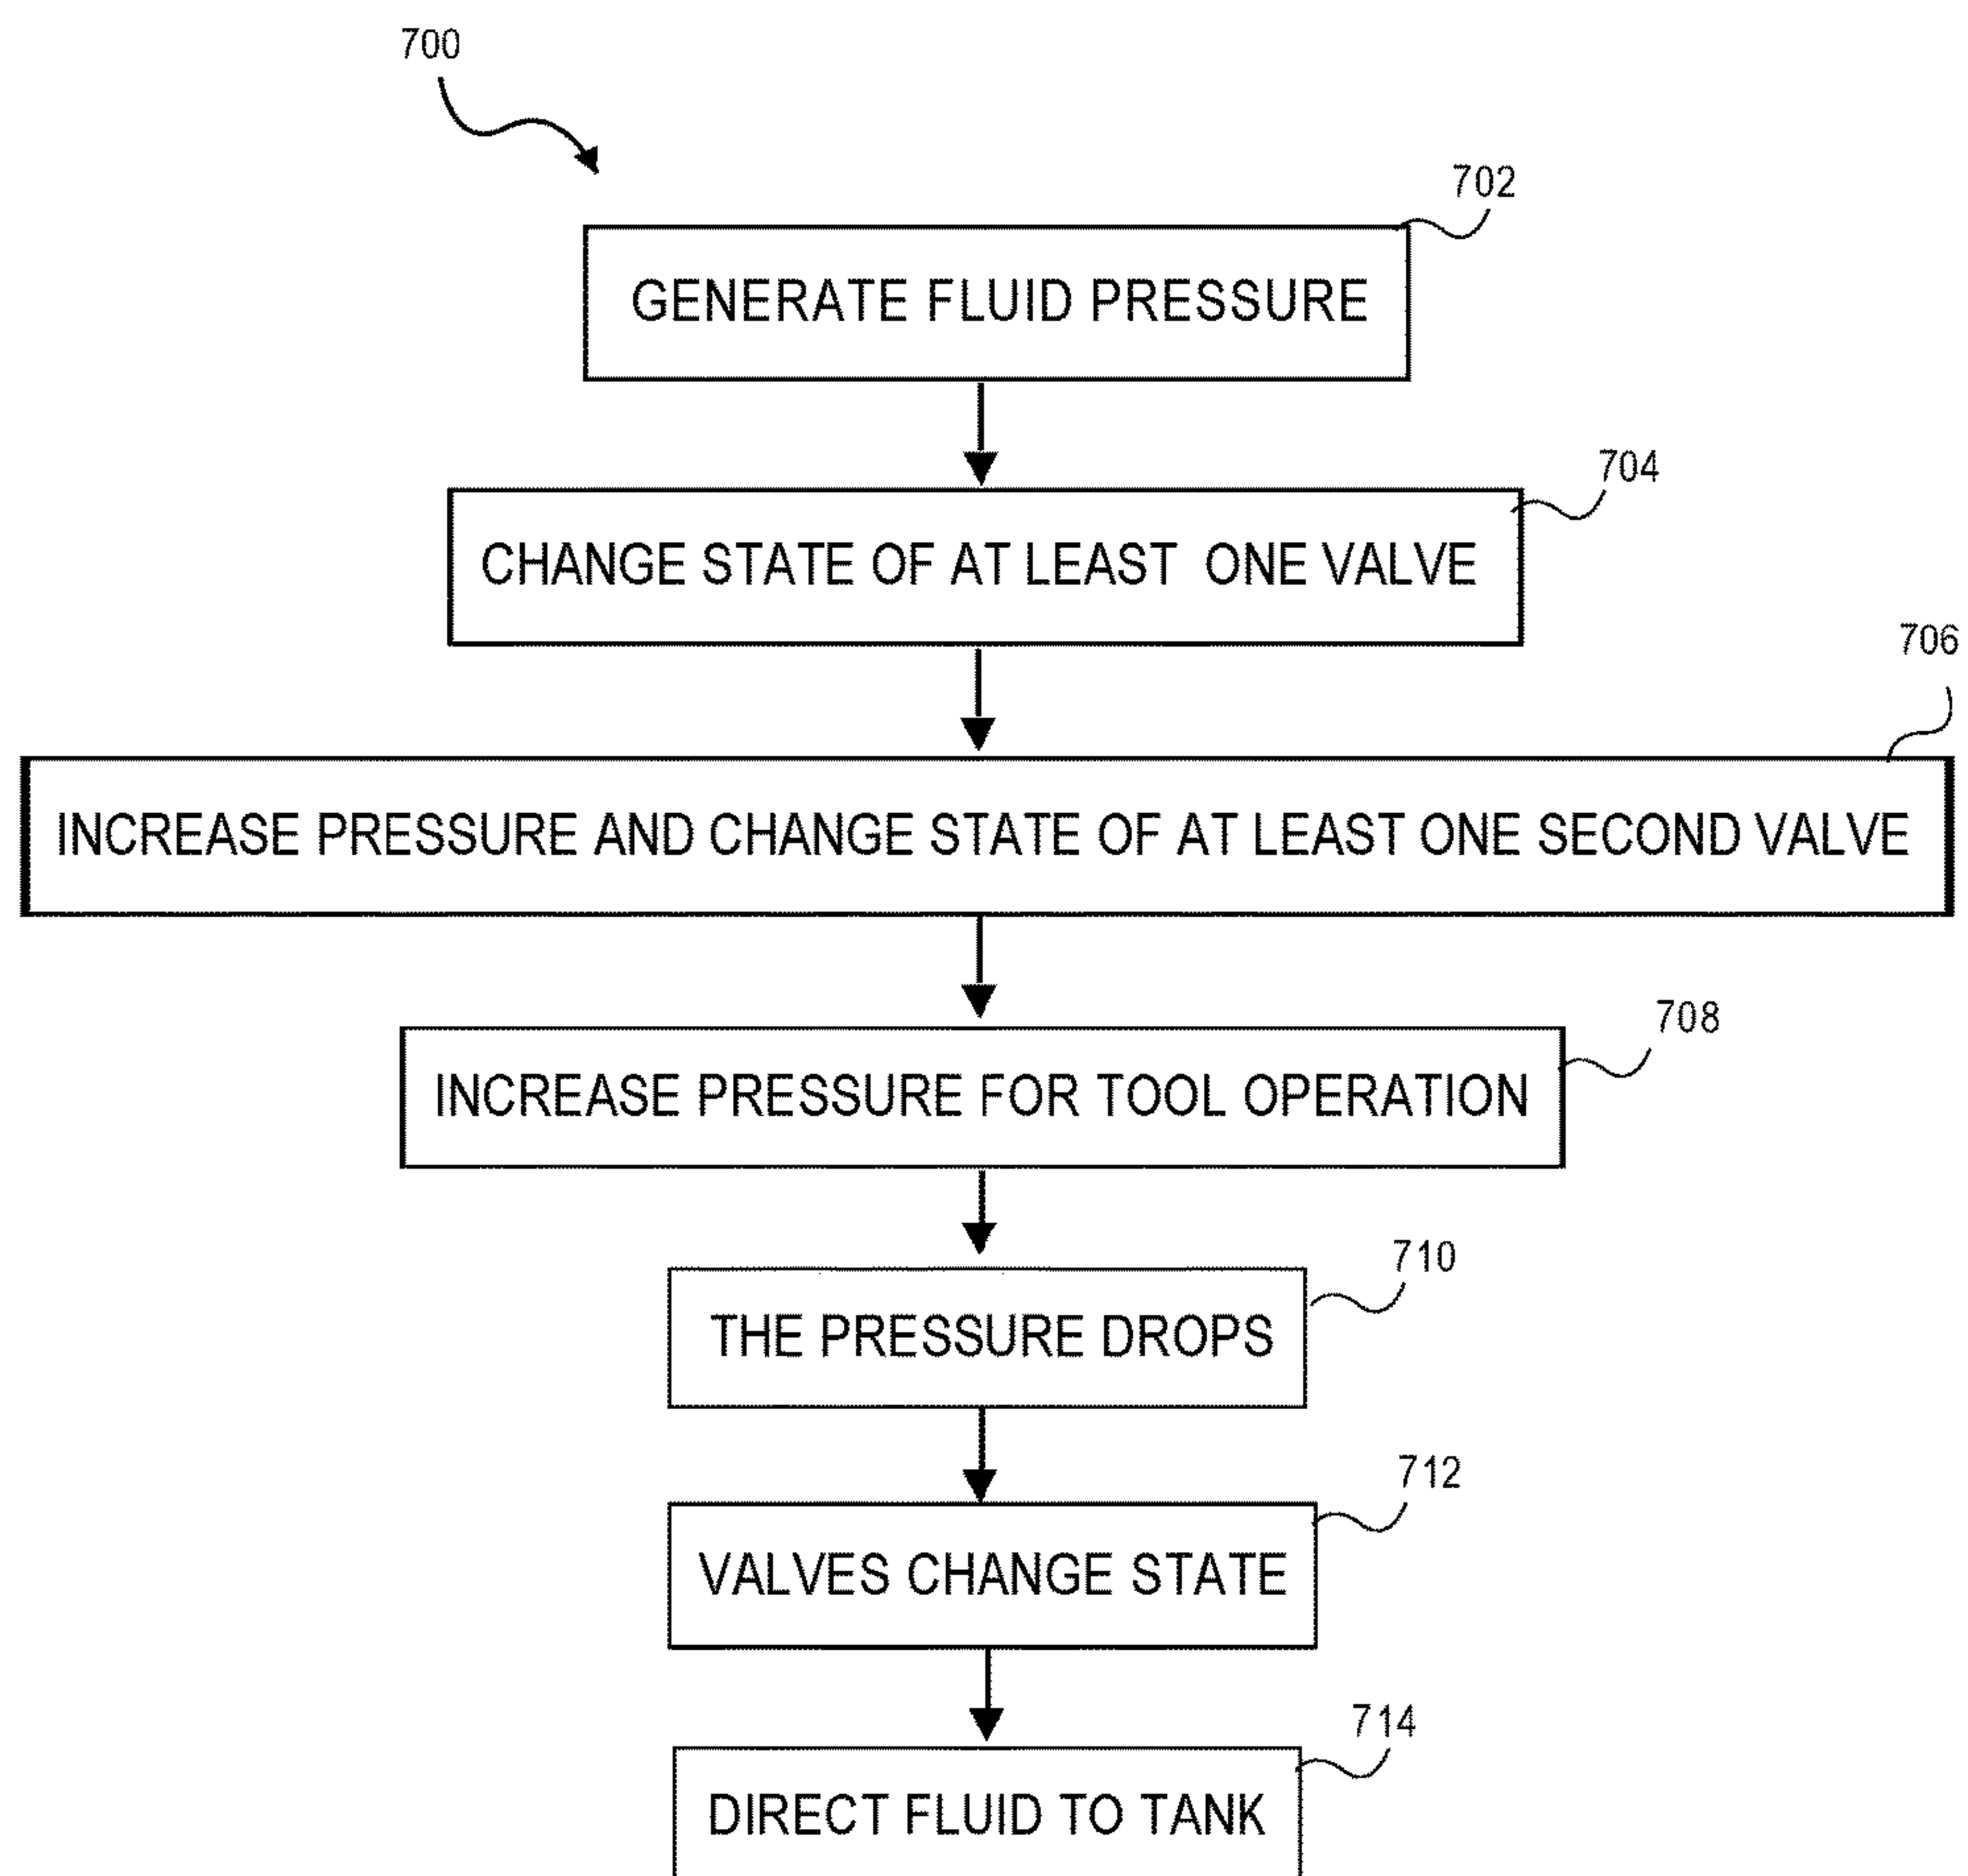 700
702
GENERATE FLUID PRESSURE
704
CHANGE STATE OF AT LEAST ONE VALVE
706
INCREASE PRESSURE AND CHANGE STATE OF AT LEAST ONE SECOND VALVE
708
INCREASE PRESSURE FOR TOOL OPERATION
710
THE PRESSURE DROPS
712
VALVES CHANGE STATE
714
DIRECT FLUID TO TANK